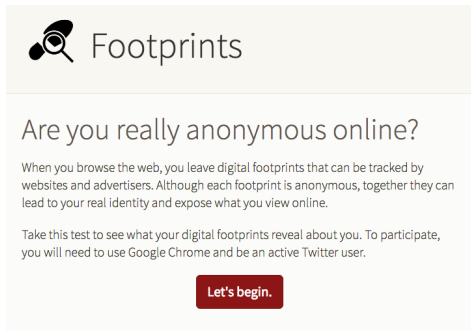 Footprints
Are you really anonymous online?
When you browse the web, you leave digital footprints that can be tracked by
websites and advertisers. Although each footprint is anonymous, together they can
lead to your real identity and expose what you view online.
Take this test to see what your digital footprints reveal about you. To participate,
you will need to use Google Chrome and be an active Twitter user.
Let's begin.